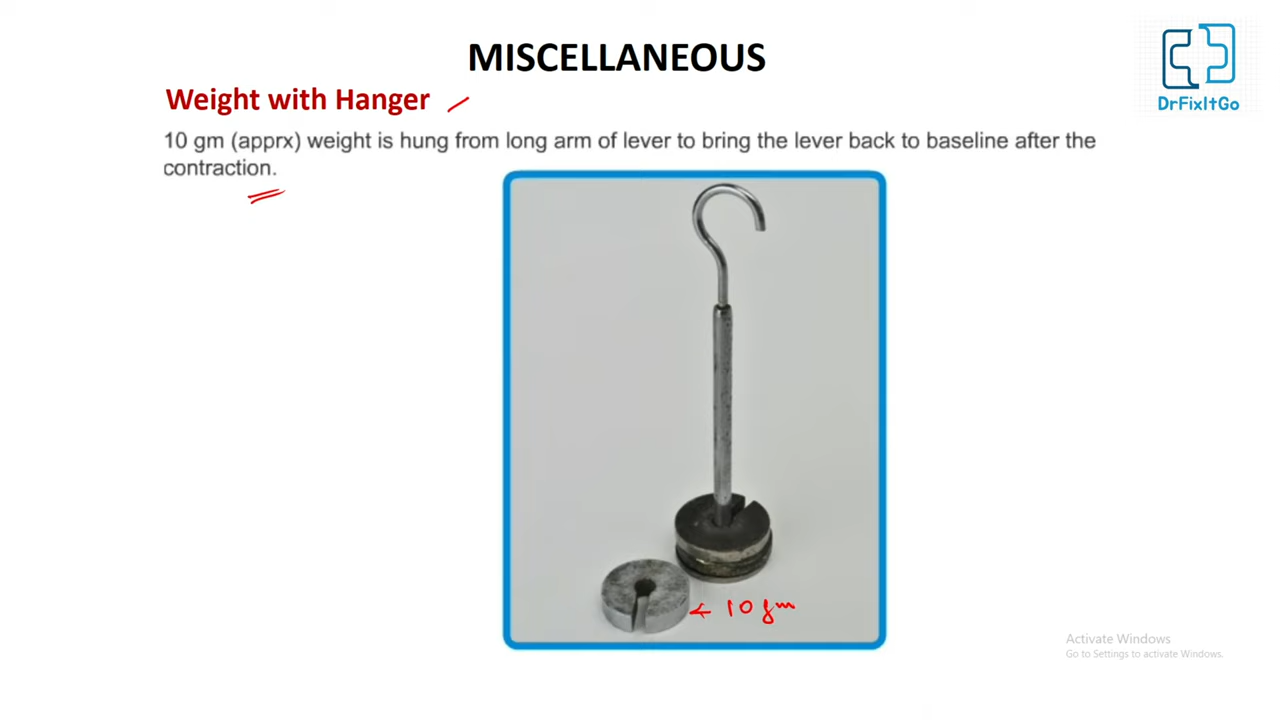 MISCELLANEOUS
DrFixItGo
Weight with Hanger
10 gm (apprx) weight is hung from long arm of lever to bring the lever back to baseline after the
contraction.
10 gm
Activate Windows
Go to Settings to activate Windows.